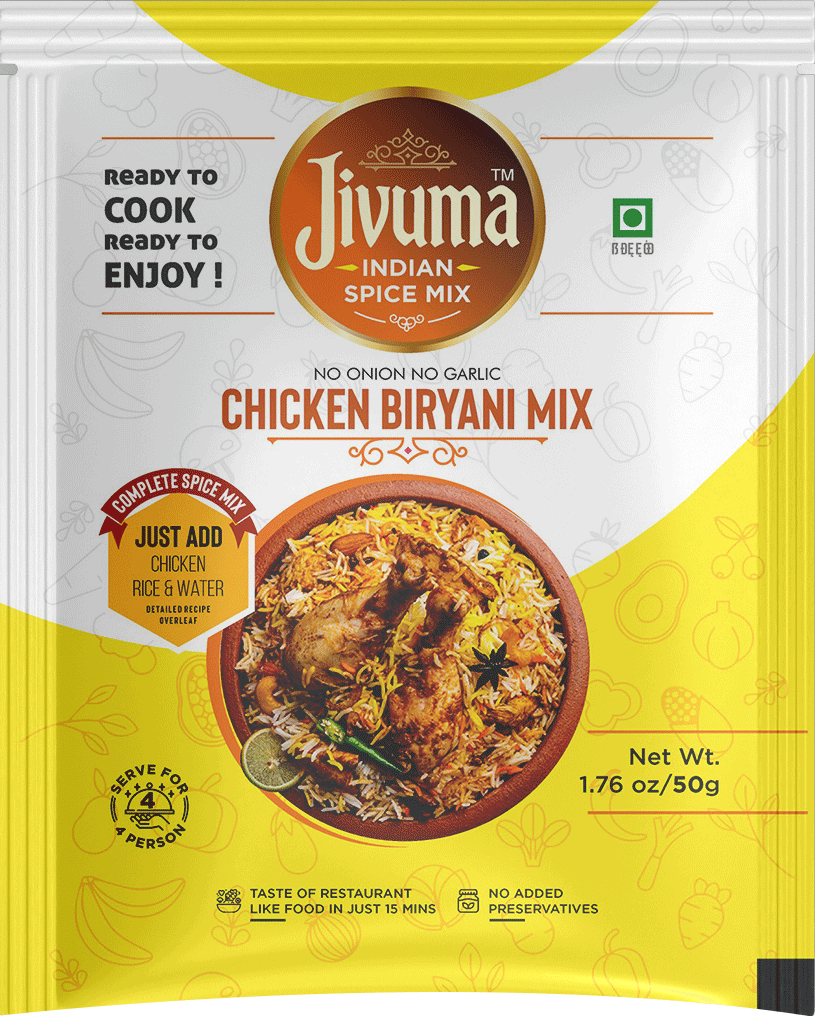 READY TO
COOK
READY TO
ENJOY !
Jivuma™
INDIAN
SPICE MIX
NO ONION NO GARLIC
CHICKEN BIRYANI MIX
COMPLETE SPICE MIX
JUST ADD
CHICKEN
RICE & WATER
DETAILED RECIPE
OVERLEAF
SERVE FOR
4
4 PERSON
Net Wt.
1.76 oz/50g
TASTE OF RESTAURANT
LIKE FOOD IN JUST 15 MINS
NO ADDED
PRESERVATIVES